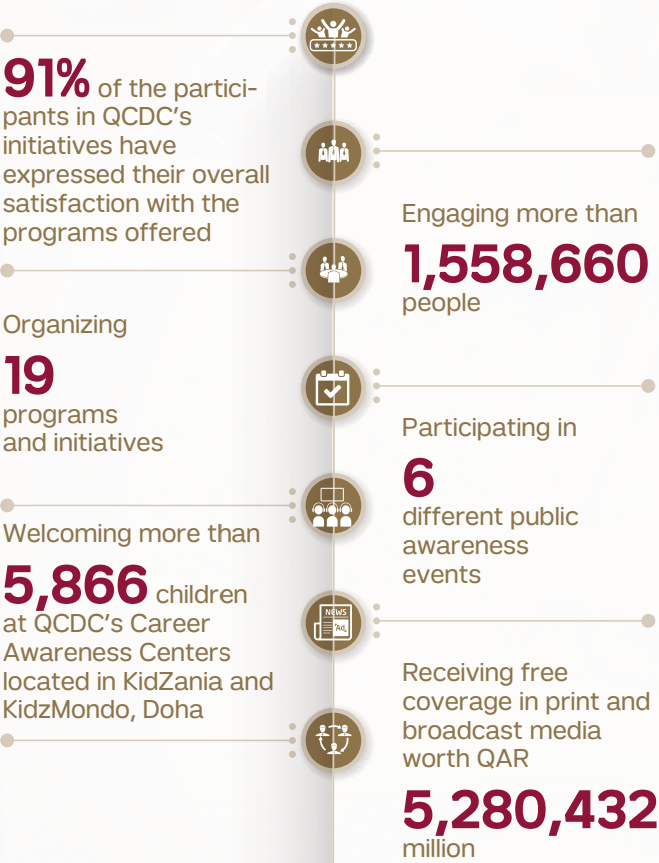 91% of the partici-
pants in QCDC's
initiatives have
expressed their overall
satisfaction with the
programs offered
Engaging more than
1,558,660
people
Organizing
19
programs
and initiatives
Participating in
6
different public
awareness
events
Welcoming more than
5,866 children
at QCDC's Career
Awareness Centers
located in KidZania and
KidzMondo, Doha
NEWS
Ad.
Receiving free
coverage in print and
broadcast media
worth QAR
5,280,432
million